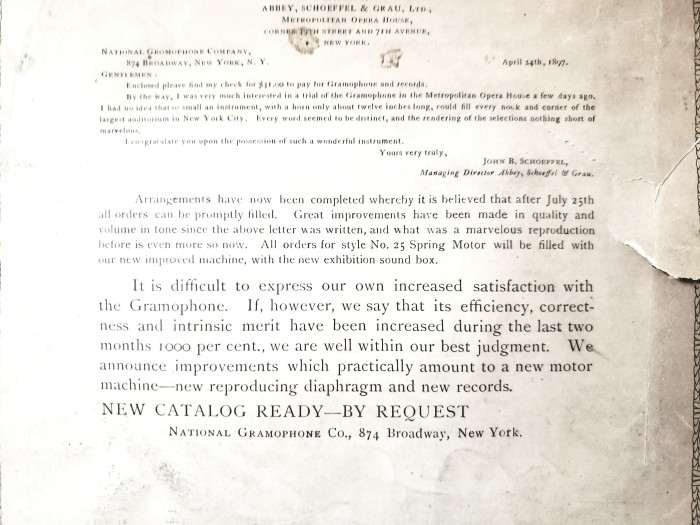 ABBEY, SCHOEFFEL & GRAU, LTD.,
METROPOLITAN OPERA HOUSE,
CORNER 39TH STREET AND 7TH AVENUE,
NEW YORK.
NATIONAL GROMOPHONE COMPANY,
874 BROADWAY, NEW YORK, N. Y. April 24th, 1897.
GENTLEMEN:
Enclosed please find my check for to pay for Gramophone and records.
By the way, I was very much interested in a trial of the Gramophone in the Metropolitan Opera House a few days ago.
I had no idea that so small an instrument, with a horn only about twelve inches long, could fill every nook and corner of the
largest auditorium in New York City. Every word seemed to be distinct, and the rendering of the selections nothing short of
marvelous.
I congratulate you upon the possession of such a wonderful instrument.
Yours very truly,
JOHN B. SCHOEFFEL,
Managing Director Abbey, Schoeffel & Grau.
Arrangements have now been completed whereby it is believed that after July 25th
all orders can be promptly filled. Great improvements have been made in quality and
volume in tone since the above letter was written, and what was a marvelous reproduction
before is even more so now. All orders for style No. 25 Spring Motor will be filled with
our new improved machine, with the new exhibition sound box.
It is difficult to express our own increased satisfaction with
the Gramophone. If, however, we say that its efficiency, correct-
ness and intrinsic merit have been increased during the last two
months 1000 per cent., we are well within our best judgment. We
announce improvements which practically amount to a new motor
machine—new reproducing diaphragm and new records.
NEW CATALOG READY—BY REQUEST
NATIONAL GRAMOPHONE CO., 874 Broadway, New York.